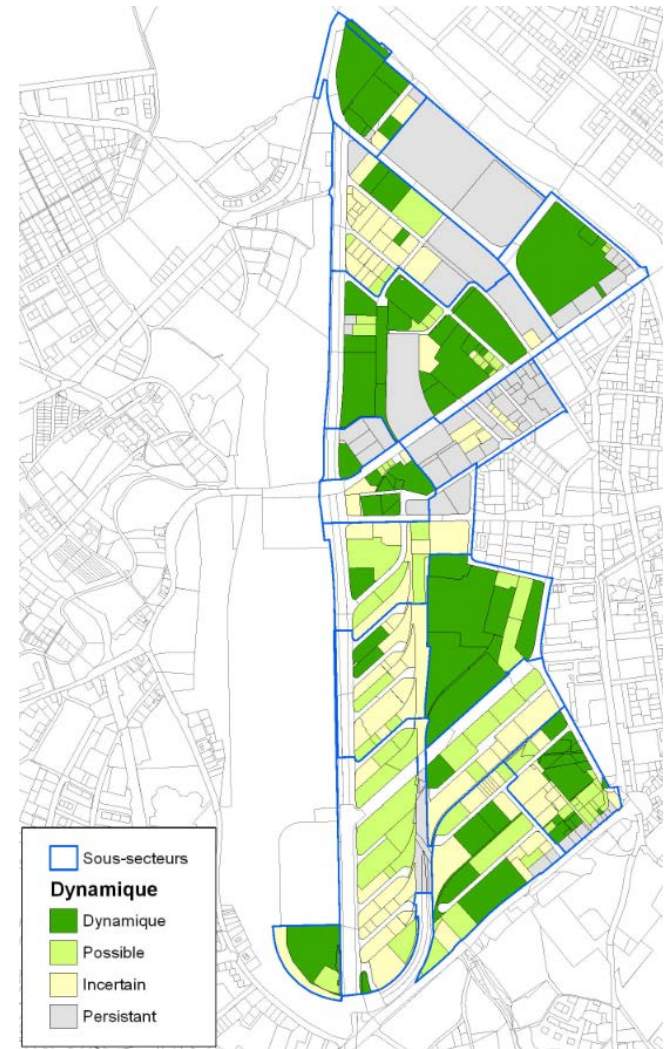 Sous-secteurs
Dynamique
Dynamique
Possible
Incertain
Persistant